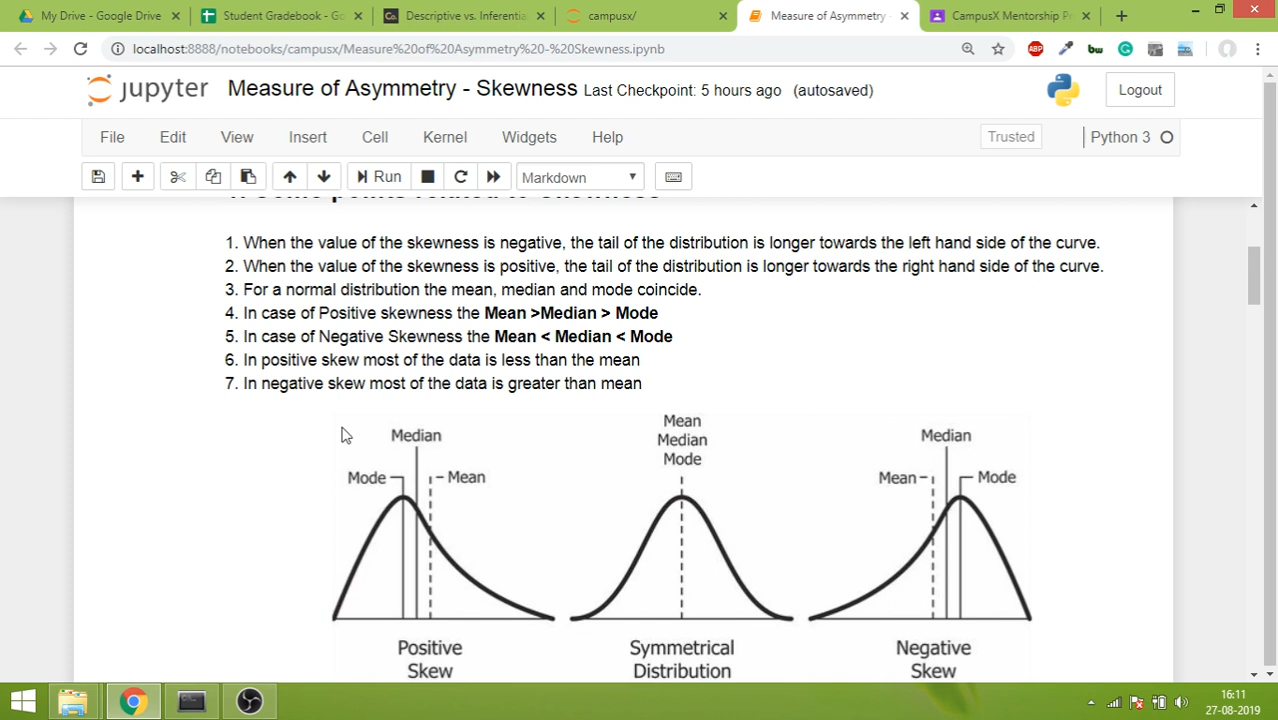 My Drive - Google Drive
Student Gradebook - Go
Descriptive vs. Inferentia
campusx/
Measure of Asymmetry -
CampusX Mentorship Pr
localhost:8888/notebooks/campusx/Measure%20of%20Asymmetry%20-%20Skewness.ipynb
ABP
bw
jupyter Measure of Asymmetry - Skewness Last Checkpoint: 5 hours ago (autosaved)
Logout
File Edit View Insert Cell Kernel Widgets Help
Trusted
Python 3
Run
Markdown
1. Some points related to Skewness
1. When the value of the skewness is negative, the tail of the distribution is longer towards the left hand side of the curve.
2. When the value of the skewness is positive, the tail of the distribution is longer towards the right hand side of the curve.
3. For a normal distribution the mean, median and mode coincide.
4. In case of Positive skewness the Mean >Median > Mode
5. In case of Negative Skewness the Mean < Median < Mode
6. In positive skew most of the data is less than the mean
7. In negative skew most of the data is greater than mean
Median
Mode
Mean
Positive
Skew
Mean
Median
Mode
Symmetrical
Distribution
Median
Mean
Mode
Negative
Skew
16:11
27-08-2019